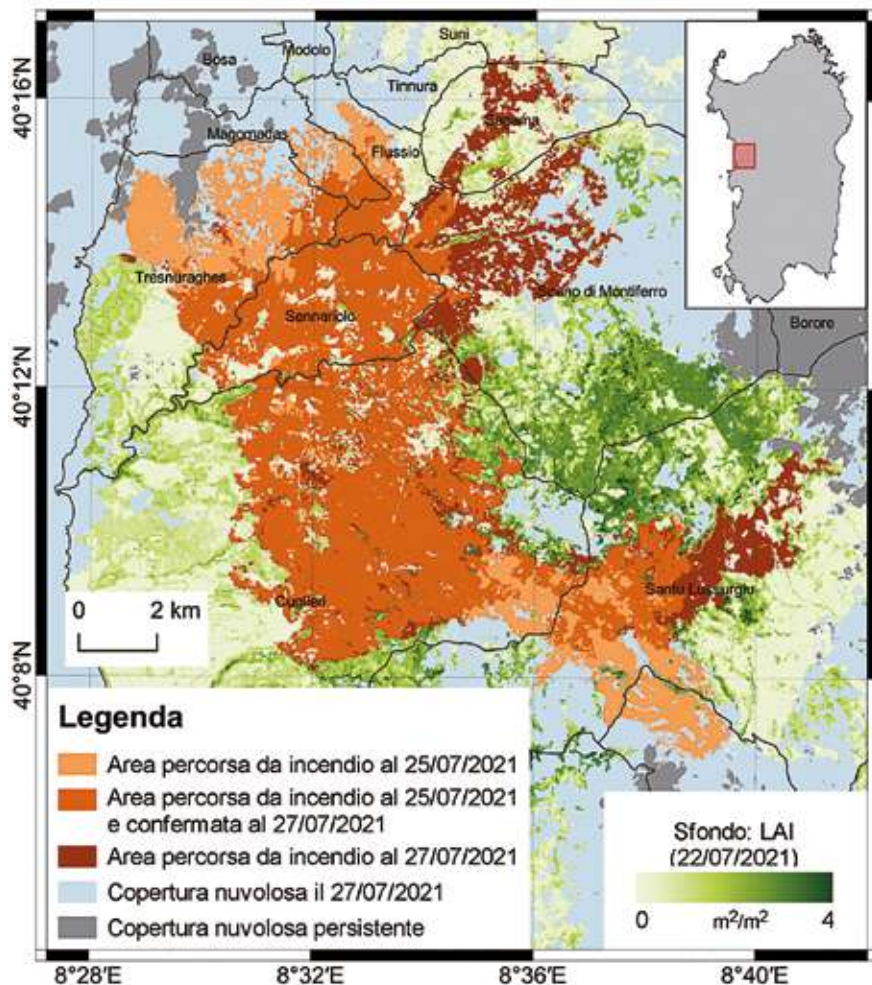 Suni
Bosa
Modolo
Tinnura
Sagama
Magomadas
Flussio
Tresnuraghes
Scano di Montiferro
Sennariolo
Borore
Cuglieri
Santu Lussurgiu
40°16'N
40°12'N
40°8'N
0 2 km
Legenda
Area percorsa da incendio al 25/07/2021
Area percorsa da incendio al 25/07/2021
e confermata al 27/07/2021
Area percorsa da incendio al 27/07/2021
Copertura nuvolosa il 27/07/2021
Copertura nuvolosa persistente
Sfondo: LAI
(22/07/2021)
0 m²/m² 4
8°28'E 8°32'E 8°36'E 8°40'E